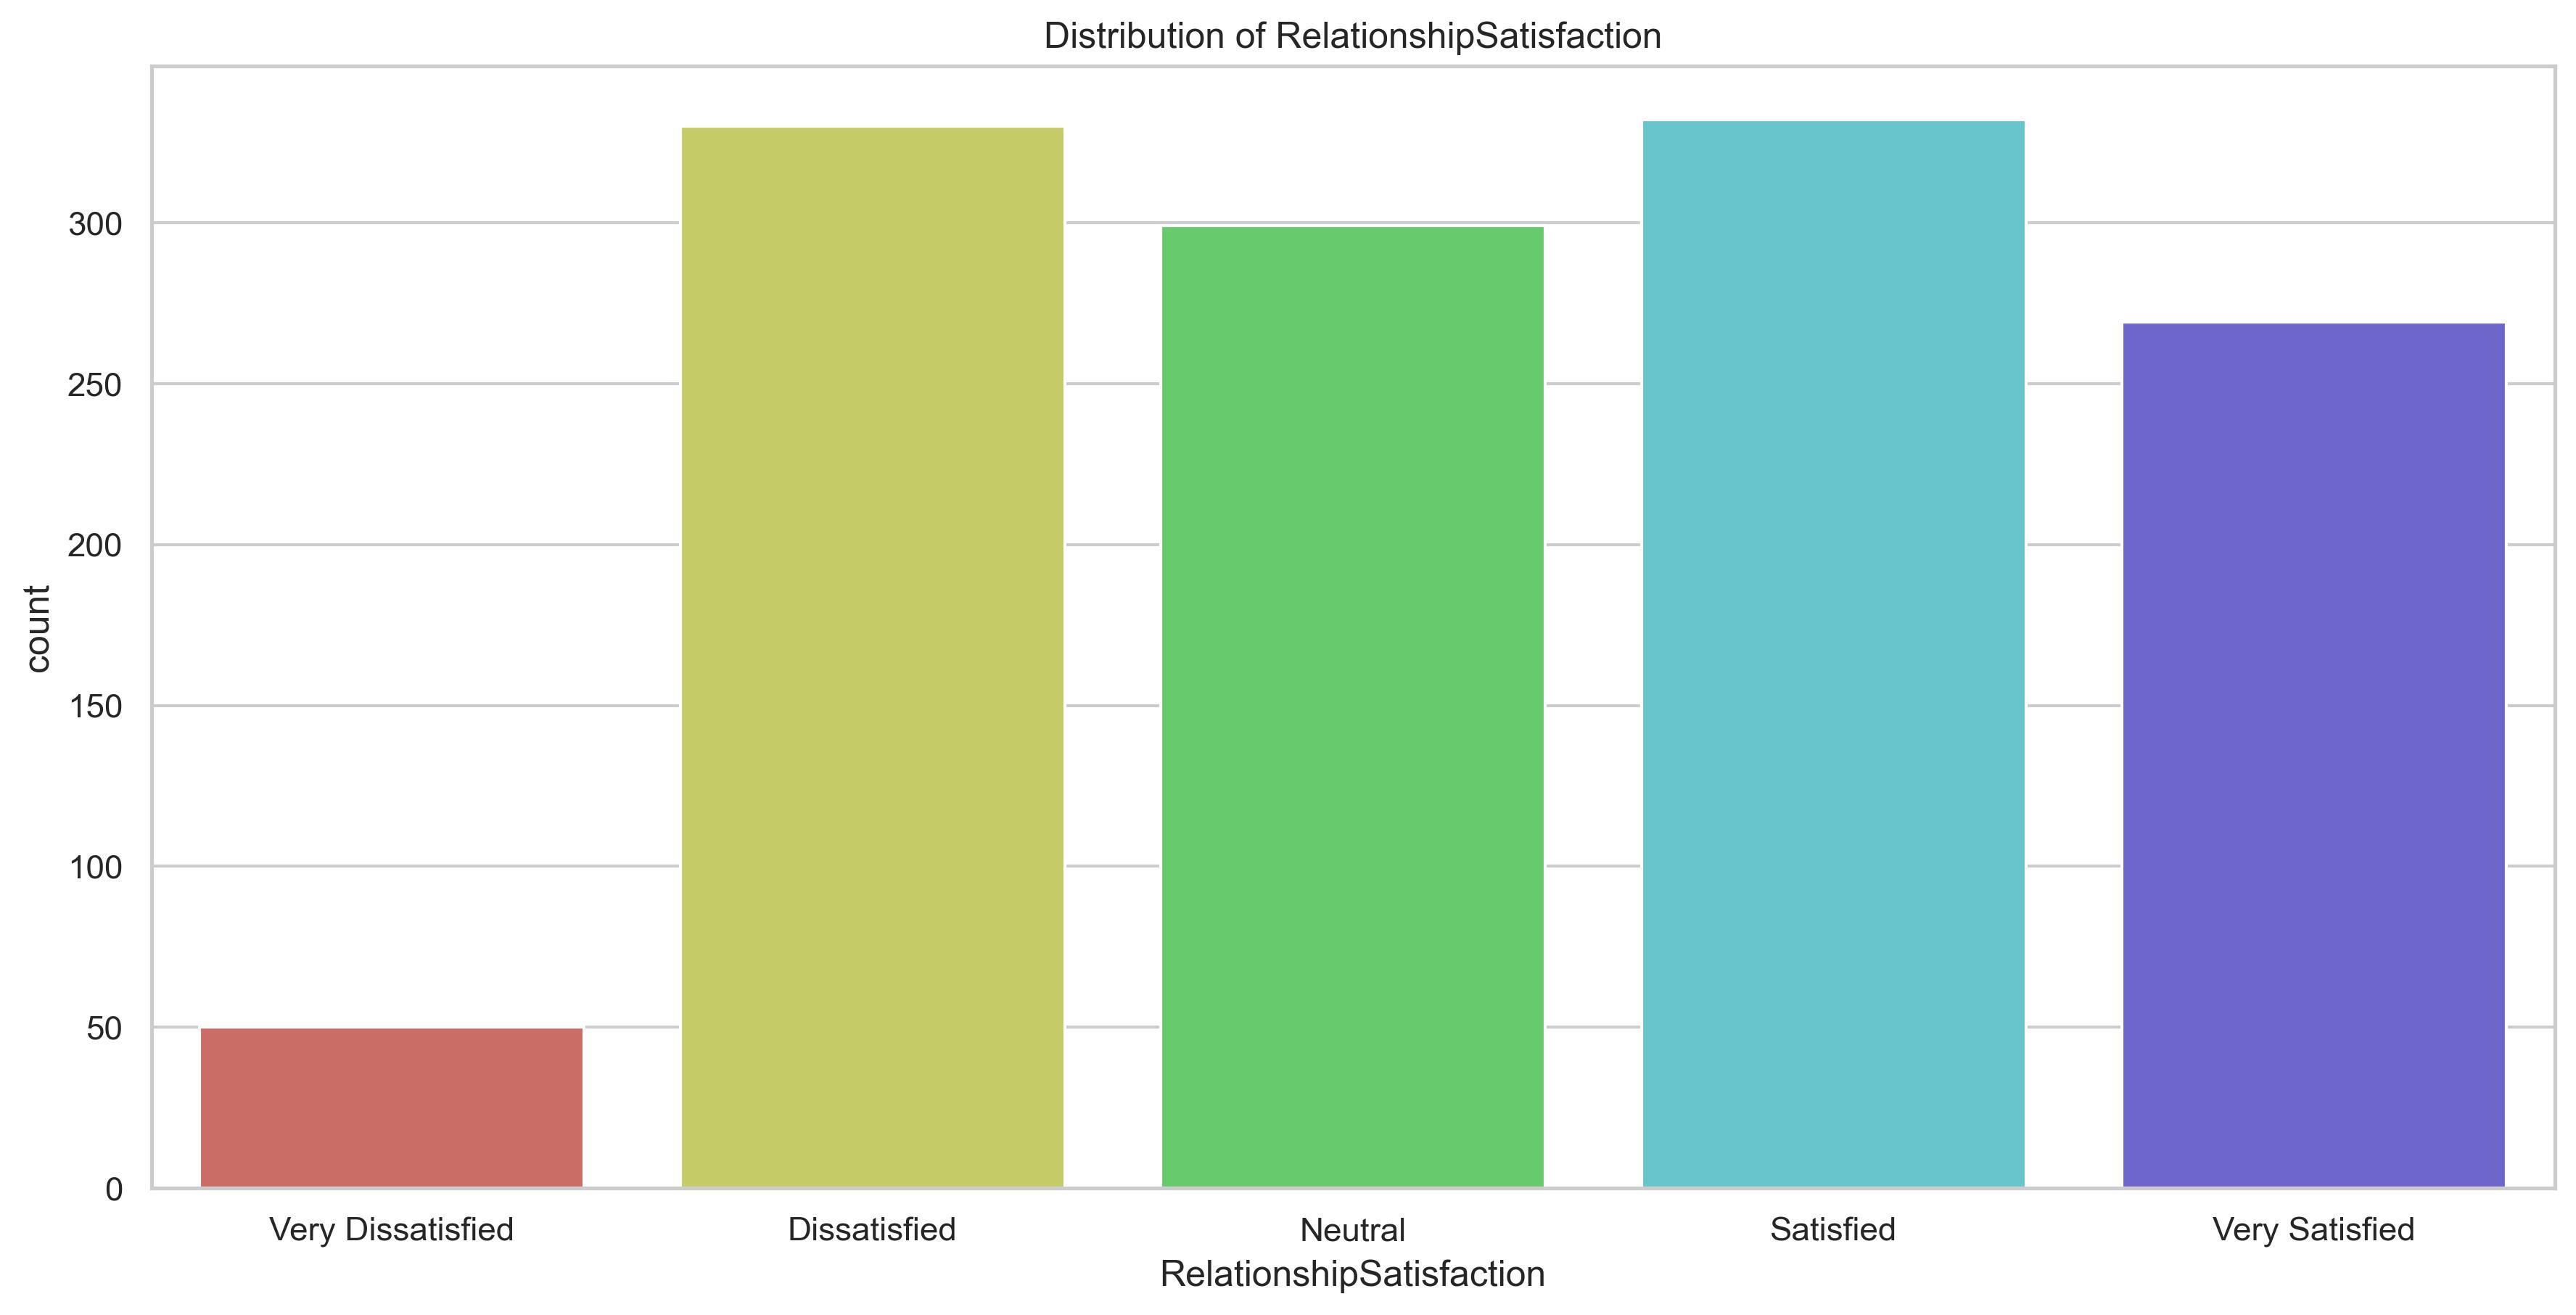 Distribution of RelationshipSatisfaction
300
250
200
150
100
50
0
count
Very Dissatisfied
Dissatisfied
Neutral
Satisfied
Very Satisfied
RelationshipSatisfaction